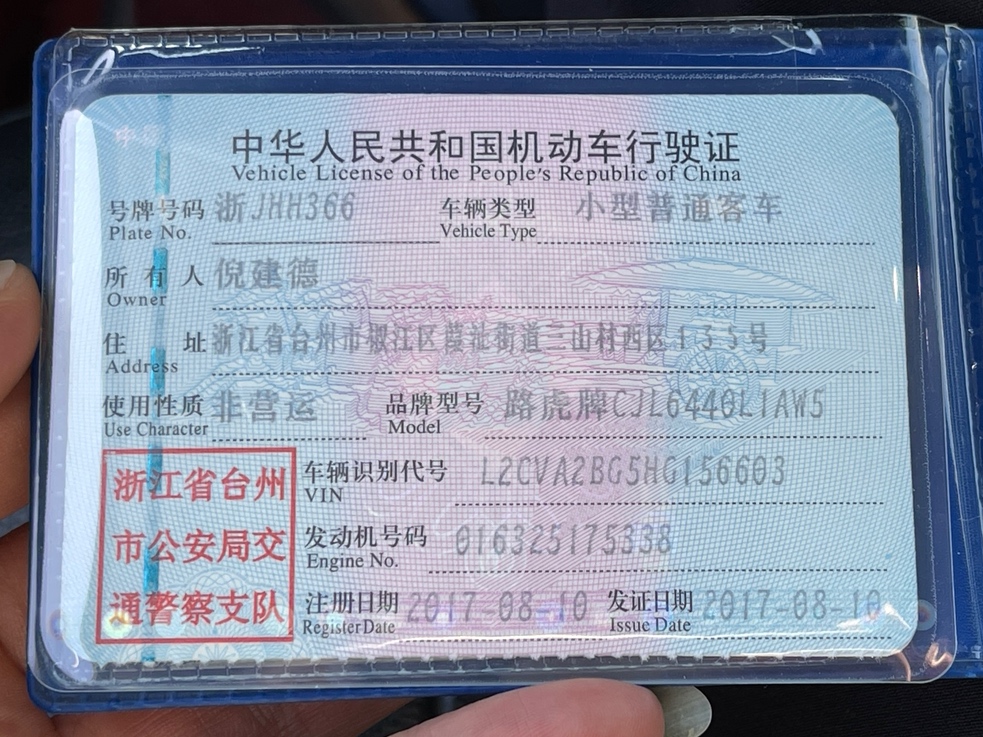 中华人民共和国机动车行驶证
Vehicle License of the People's Republic of China
号牌号码 浙JHH366 车辆类型 小型普通客车
Plate No. Vehicle Type
所有人 倪建德
Owner
住址 浙江省台州市椒江区葭沚街道三山林西区135号
Address
使用性质 非营运 品牌型号 路虎牌CJL6440L1AW5
Use Character Model
浙江省台州 车辆识别代号 L2CVA2BG5HG156603
VIN
市公安局交 发动机号码 016325175338
Engine No.
通警察支队 注册日期 2017-08-10 发证日期 2017-08-10
Register Date Issue Date